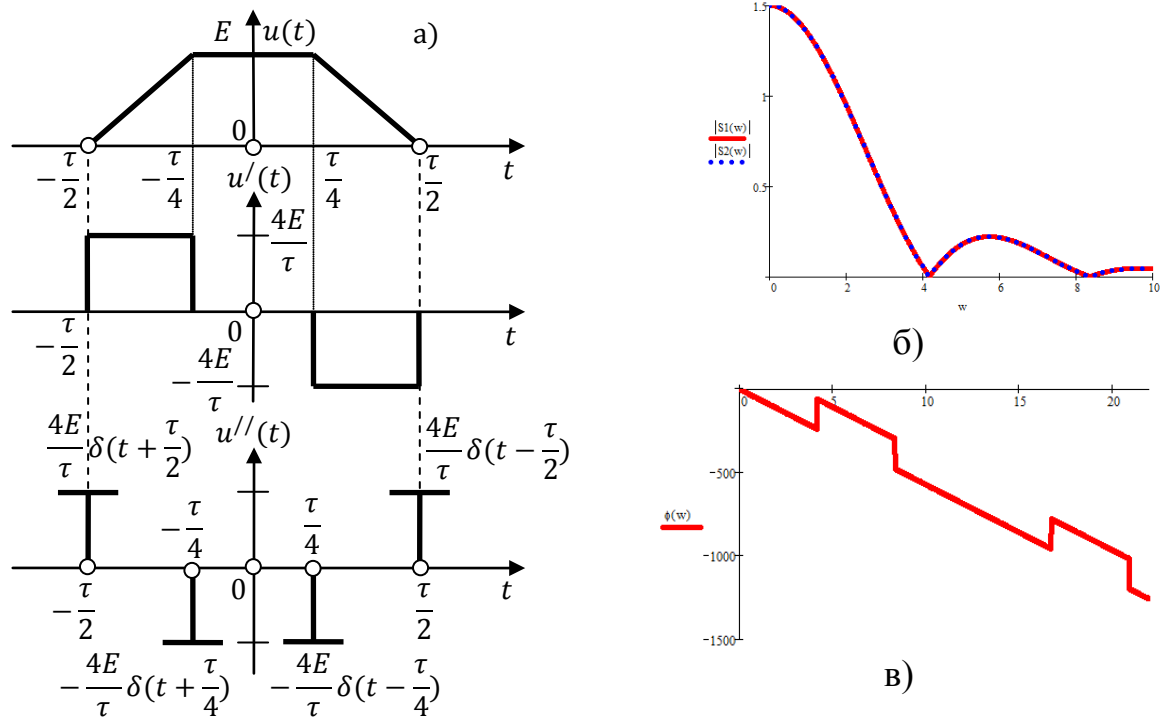 E u(t) а)
0
−τ/2 −τ/4 τ/4 τ/2 t
u′(t)
4E/τ
0 t
−τ/2
−4E/τ
u′′(t)
4E/τ δ(t + τ/2) 4E/τ δ(t − τ/2)
−τ/4 τ/4
0 t
−τ/2 τ/2
−4E/τ δ(t + τ/4) −4E/τ δ(t − τ/4)
1.5
1
|S1(w)|
|S2(w)|
0.5
0 2 4 6 8 10
w
б)
0 5 10 15 20
−500
ϕ(w)
−1000
−1500
в)